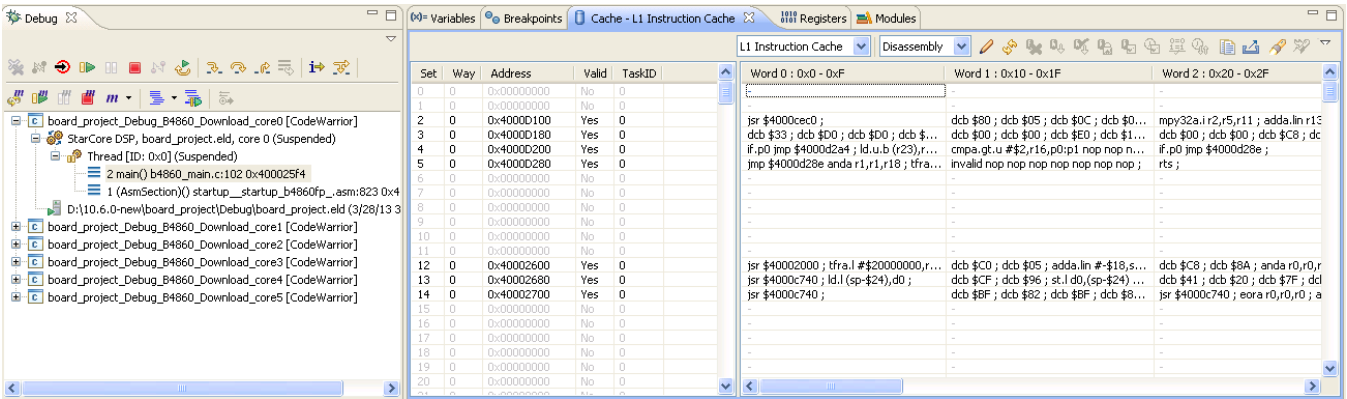 Debug
(x)= Variables Breakpoints Cache - L1 Instruction Cache 1010 0101 Registers Modules
L1 Instruction Cache Disassembly
board_project_Debug_B4860_Download_core0 [CodeWarrior]
StarCore DSP, board_project.eld, core 0 (Suspended)
Thread [ID: 0x0] (Suspended)
2 main() b4860_main.c:102 0x400025f4
1 (AsmSection)() startup__startup_b4860fp_.asm:823 0x4
D:\10.6.0-new\board_project\Debug\board_project.eld (3/28/13 3
board_project_Debug_B4860_Download_core1 [CodeWarrior]
board_project_Debug_B4860_Download_core2 [CodeWarrior]
board_project_Debug_B4860_Download_core3 [CodeWarrior]
board_project_Debug_B4860_Download_core4 [CodeWarrior]
board_project_Debug_B4860_Download_core5 [CodeWarrior]
Set Way Address Valid TaskID Word 0 : 0x0 - 0xF Word 1 : 0x10 - 0x1F Word 2 : 0x20 - 0x2F
0 0 0x00000000 No 0 - - -
1 0 0x00000000 No 0 - - -
2 0 0x4000D100 Yes 0 jsr $4000cec0 ; dcb $80 ; dcb $05 ; dcb $0C ; dcb $0... mpy32a.i r2,r5,r11 ; adda.lin r13
3 0 0x4000D180 Yes 0 dcb $33 ; dcb $D0 ; dcb $D0 ; dcb $... dcb $00 ; dcb $00 ; dcb $E0 ; dcb $1... dcb $00 ; dcb $00 ; dcb $C8 ; dc
4 0 0x4000D200 Yes 0 if.p0 jmp $4000d2a4 ; ld.u.b (r23),r... cmpa.gt.u #$2,r16,p0:p1 nop nop n... if.p0 jmp $4000d28e ;
5 0 0x4000D280 Yes 0 jmp $4000d28e anda r1,r1,r18 ; tfra... invalid nop nop nop nop nop nop nop ; rts ;
6 0 0x00000000 No 0 - - -
7 0 0x00000000 No 0 - - -
8 0 0x00000000 No 0 - - -
9 0 0x00000000 No 0 - - -
10 0 0x00000000 No 0 - - -
11 0 0x00000000 No 0 - - -
12 0 0x40002600 Yes 0 jsr $40002000 ; tfra.l #$20000000,r... dcb $C0 ; dcb $05 ; adda.lin #-$18,s... dcb $C8 ; dcb $8A ; anda r0,r0,r
13 0 0x40002680 Yes 0 jsr $4000c740 ; ld.l (sp-$24),d0 ; dcb $CF ; dcb $96 ; st.l d0,(sp-$24) ... dcb $41 ; dcb $20 ; dcb $7F ; dcl
14 0 0x40002700 Yes 0 jsr $4000c740 ; dcb $BF ; dcb $82 ; dcb $BF ; dcb $8... jsr $4000c740 ; eora r0,r0,r0 ; a
15 0 0x00000000 No 0 - - -
16 0 0x00000000 No 0 - - -
17 0 0x00000000 No 0 - - -
18 0 0x00000000 No 0 - - -
19 0 0x00000000 No 0 - - -
20 0 0x00000000 No 0 - - -